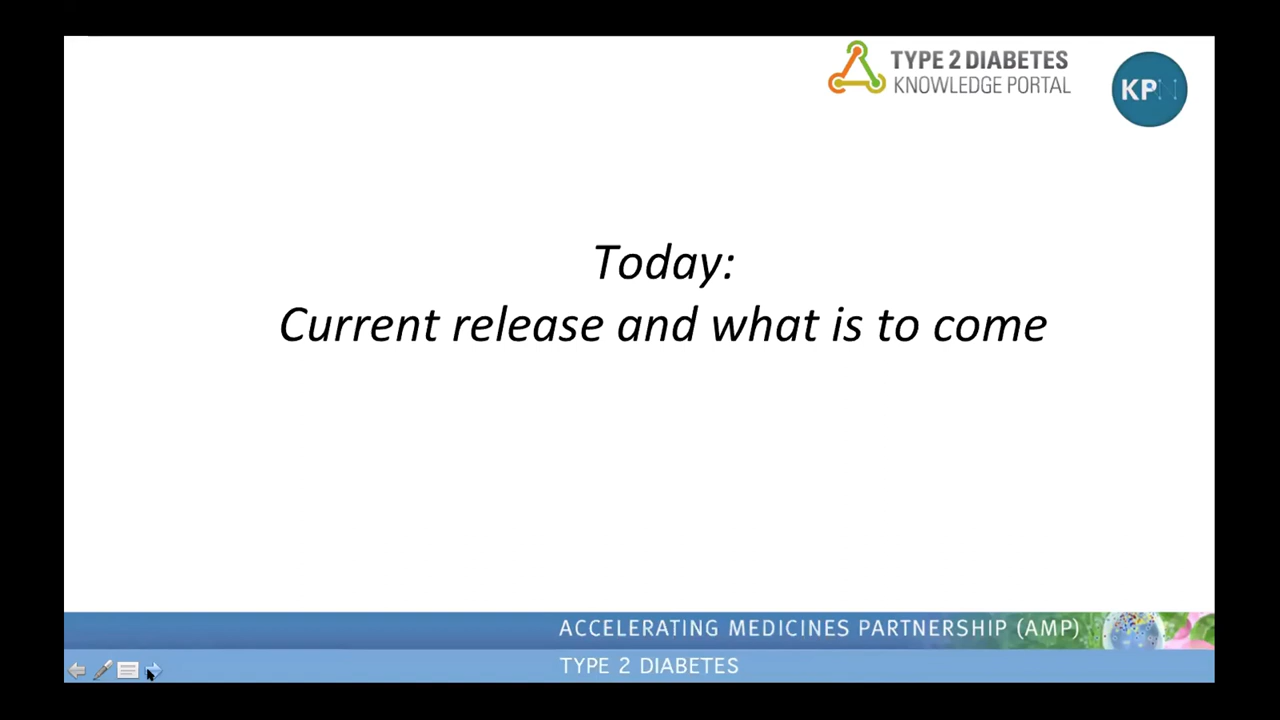 TYPE 2 DIABETES
KNOWLEDGE PORTAL
KPN
Today:
Current release and what is to come
ACCELERATING MEDICINES PARTNERSHIP (AMP)
TYPE 2 DIABETES